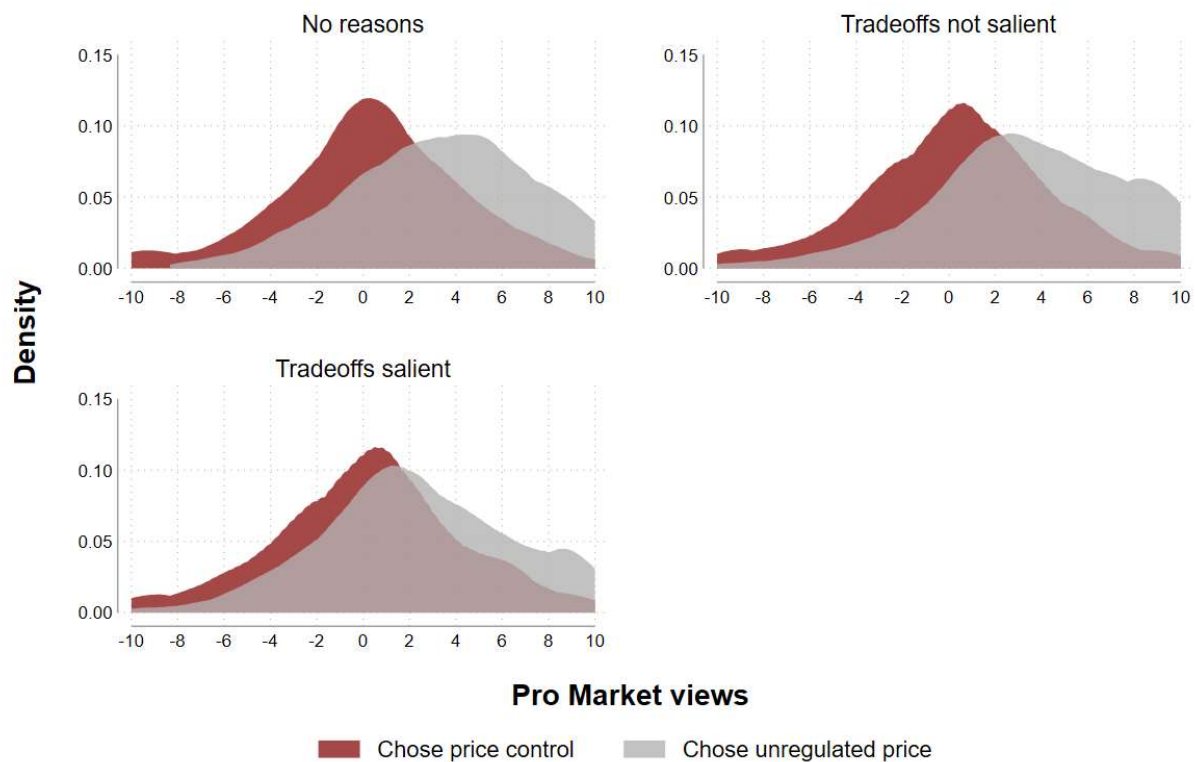 No reasons
0.15
0.10
0.05
0.00
-10 -8 -6 -4 -2 0 2 4 6 8 10
Tradeoffs not salient
0.15
0.10
0.05
0.00
-10 -8 -6 -4 -2 0 2 4 6 8 10
Density
Tradeoffs salient
0.15
0.10
0.05
0.00
-10 -8 -6 -4 -2 0 2 4 6 8 10
Pro Market views
Chose price control Chose unregulated price